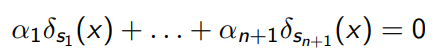 α₁δ_{s₁}(x) + … + α_{n+1}δ_{s_{n+1}}(x) = 0